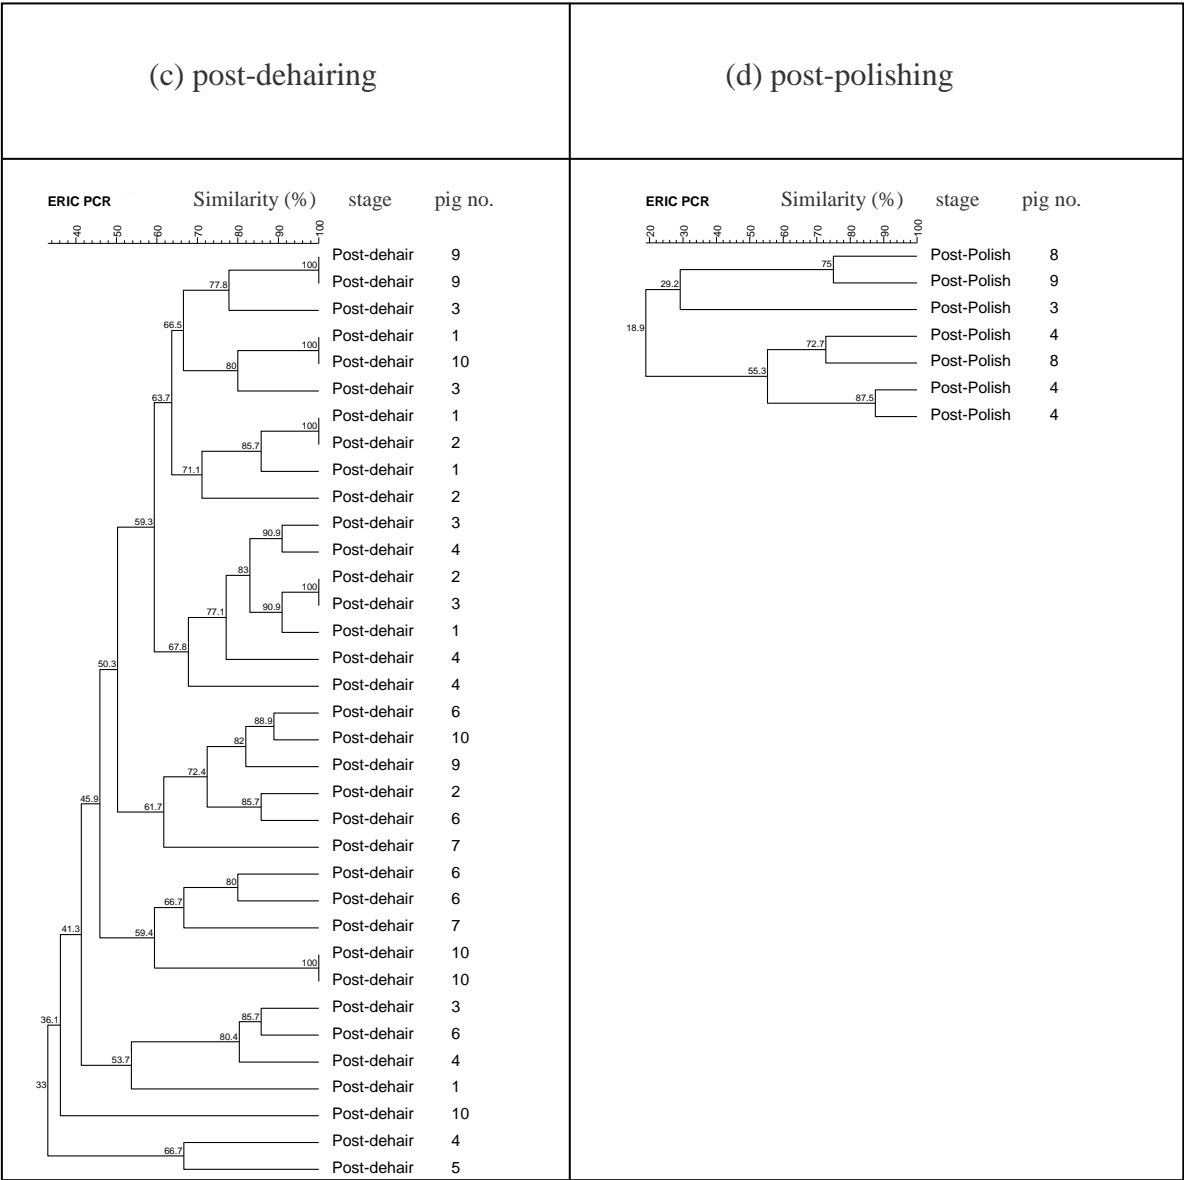 (c) post-dehairing
(d) post-polishing
ERIC PCR Similarity (%) stage pig no.
40 50 60 70 80 90 100
Post-dehair 9
100
Post-dehair 9
77.8
Post-dehair 3
66.5
Post-dehair 1
100
Post-dehair 10
80
Post-dehair 3
63.7
Post-dehair 1
100
Post-dehair 2
85.7
Post-dehair 1
71.1
Post-dehair 2
59.3
Post-dehair 3
90.9
Post-dehair 4
83
Post-dehair 2
100
Post-dehair 3
77.1 90.9
Post-dehair 1
67.8
Post-dehair 4
50.3
Post-dehair 4
Post-dehair 6
88.9
Post-dehair 10
82
Post-dehair 9
72.4
Post-dehair 2
45.9 61.7 85.7
Post-dehair 6
Post-dehair 7
Post-dehair 6
80
Post-dehair 6
66.7
Post-dehair 7
41.3 59.4
Post-dehair 10
100
Post-dehair 10
Post-dehair 3
36.1 85.7
Post-dehair 6
80.4
Post-dehair 4
53.7
Post-dehair 1
33
Post-dehair 10
Post-dehair 4
66.7
Post-dehair 5
ERIC PCR Similarity (%) stage pig no.
20 30 40 50 60 70 80 90 100
Post-Polish 8
75
Post-Polish 9
29.2
Post-Polish 3
18.9
Post-Polish 4
72.7
Post-Polish 8
55.3
Post-Polish 4
87.5
Post-Polish 4